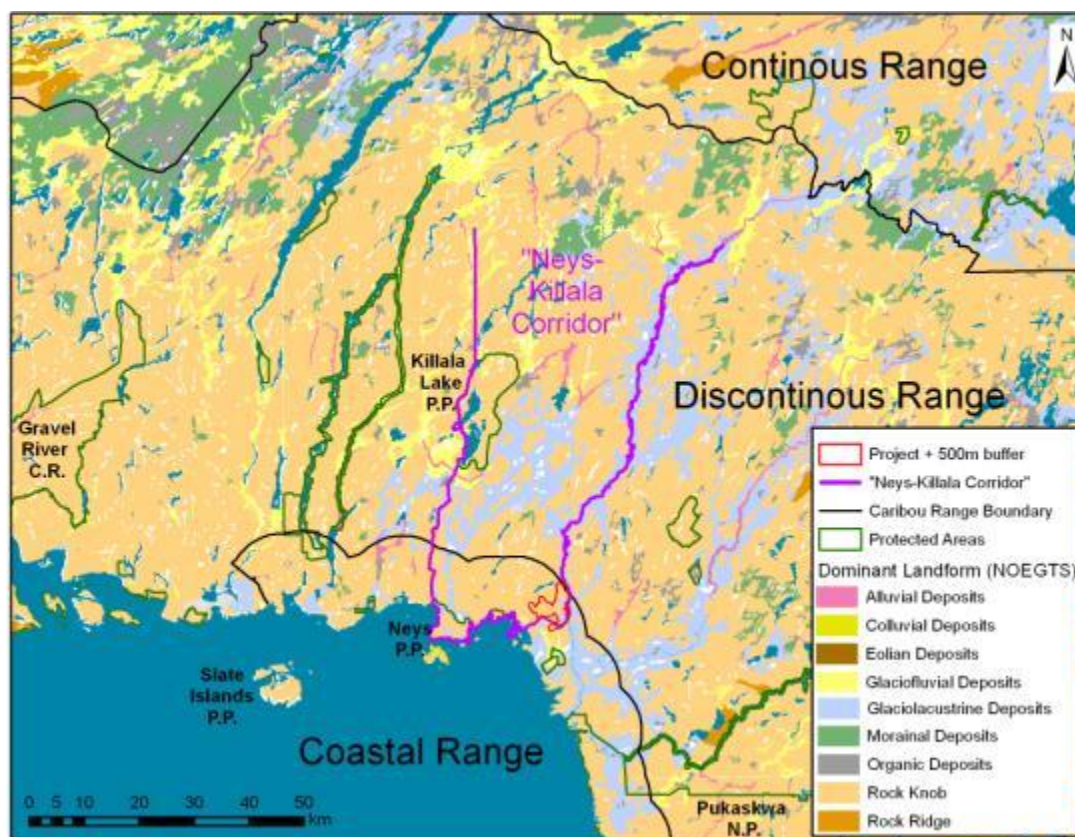 Continous Range
N
"Neys-
Killala
Corridor"
Killala
Lake
P.P.
Discontinous Range
Gravel
River
C.R.
Neys
P.P.
Slate
Islands
P.P.
Coastal Range
Pukaskwa
N.P.
0 5 10 20 30 40 50
km
Project + 500m buffer
"Neys-Killala Corridor"
Caribou Range Boundary
Protected Areas
Dominant Landform (NOEGTS)
Alluvial Deposits
Colluvial Deposits
Eolian Deposits
Glaciofluvial Deposits
Glaciolacustrine Deposits
Morainal Deposits
Organic Deposits
Rock Knob
Rock Ridge